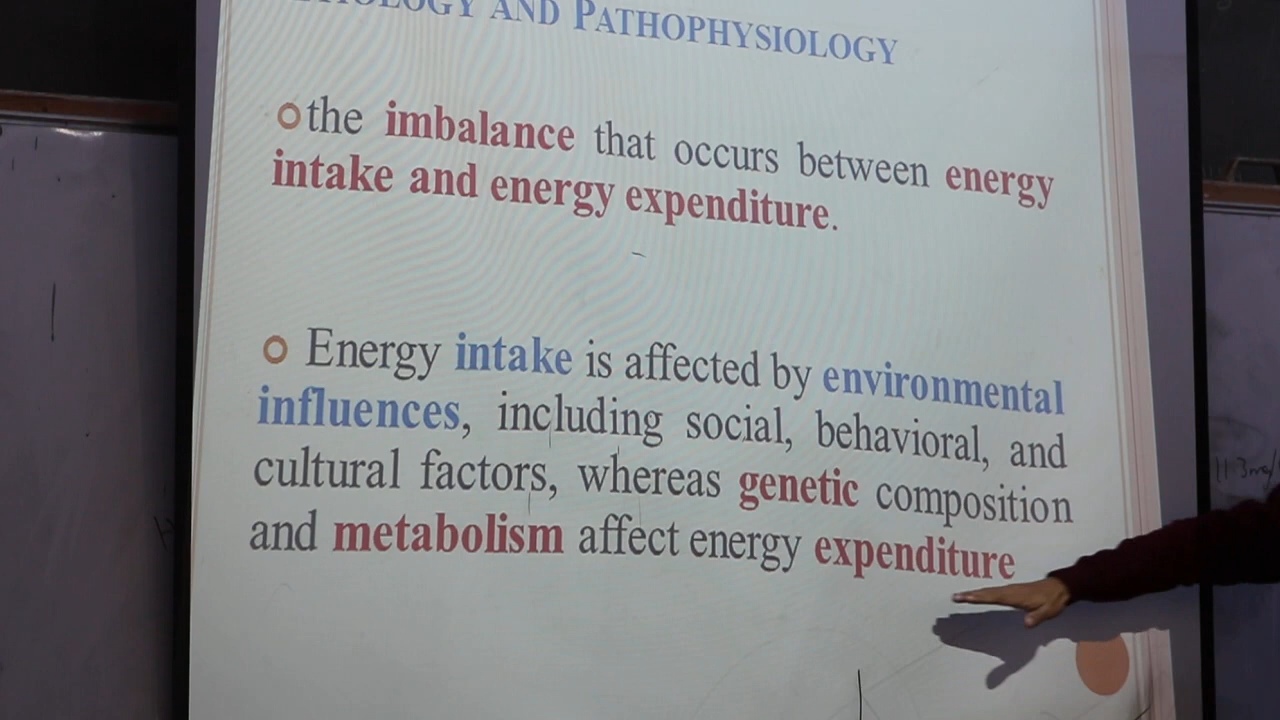 AND PATHOPHYSIOLOGY
the imbalance that occurs between energy
intake and energy expenditure.
Energy intake is affected by environmental
influences, including social, behavioral, and
cultural factors, whereas genetic composition
and metabolism affect energy expenditure